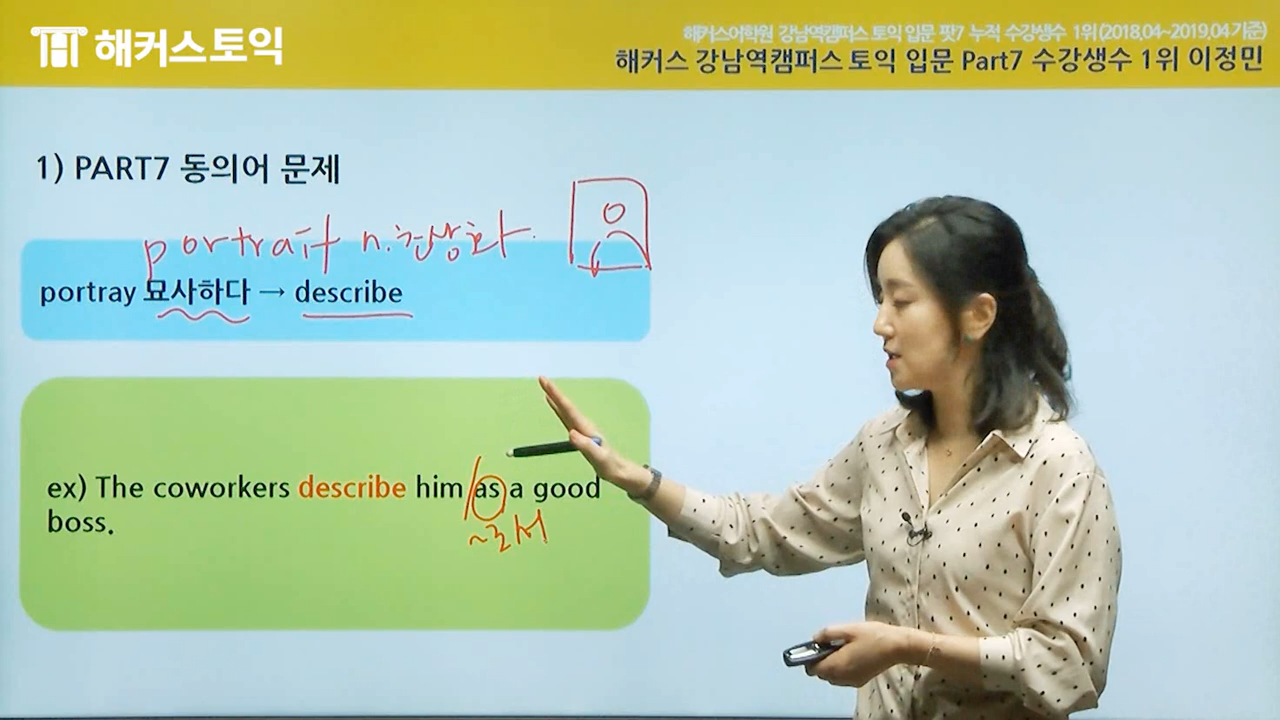 해커스토익
해커스어학원 강남역캠퍼스 토익 입문 팟7 누적 수강생수 1위(2018.04~2019.04 기준)
해커스 강남역캠퍼스 토익 입문 Part7 수강생수 1위 이정민
1) PART7 동의어 문제
portrait n.초상화.
portray 묘사하다 → describe
ex) The coworkers describe him as a good
boss.
~로서